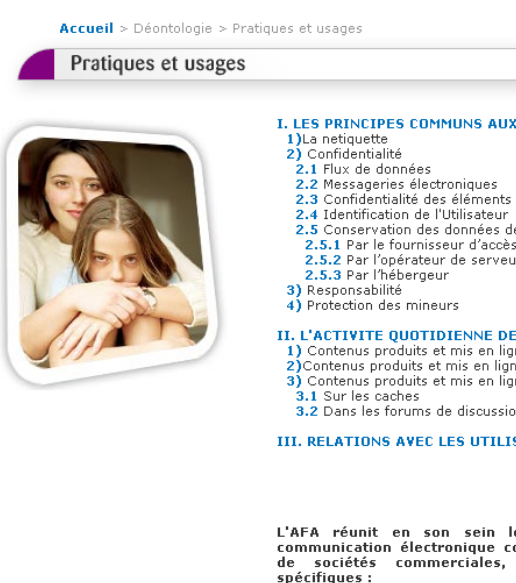 Accueil > Déontologie > Pratiques et usages
Pratiques et usages
I. LES PRINCIPES COMMUNS AUX
1)La netiquette
2) Confidentialité
2.1 Flux de données
2.2 Messageries électroniques
2.3 Confidentialité des éléments
2.4 Identification de l'Utilisateur
2.5 Conservation des données de
2.5.1 Par le fournisseur d'accès
2.5.2 Par l'opérateur de serveu
2.5.3 Par l'hébergeur
3) Responsabilité
4) Protection des mineurs
II. L'ACTIVITE QUOTIDIENNE DE
1) Contenus produits et mis en lign
2)Contenus produits et mis en lign
3) Contenus produits et mis en lign
3.1 Sur les caches
3.2 Dans les forums de discussio
III. RELATIONS AVEC LES UTILIS
L'AFA réunit en son sein le
communication électronique co
de sociétés commerciales,
spécifiques :